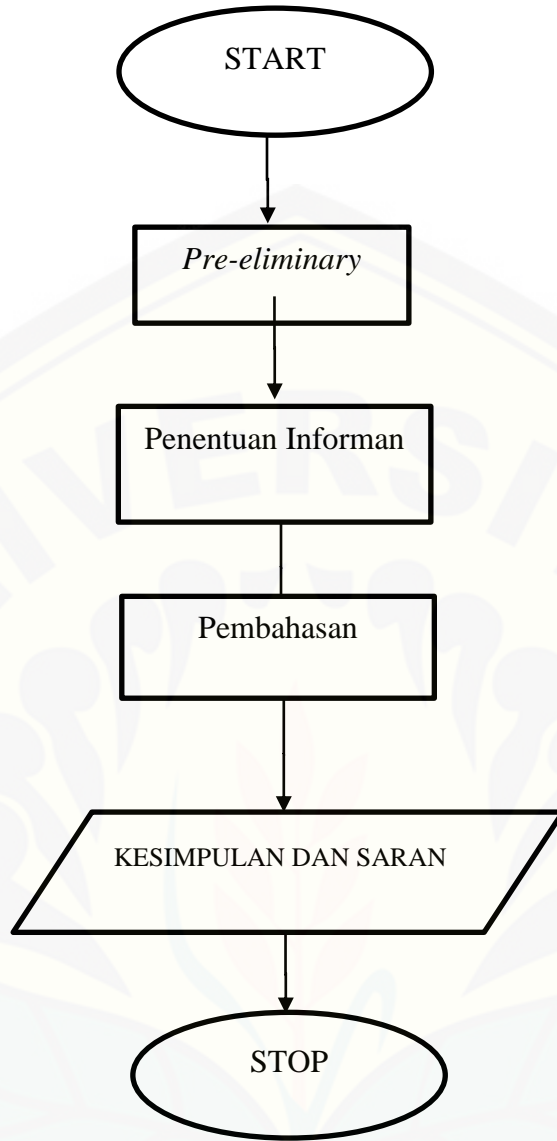 START
Pre-eliminary
Penentuan Informan
Pembahasan
KESIMPULAN DAN SARAN
STOP